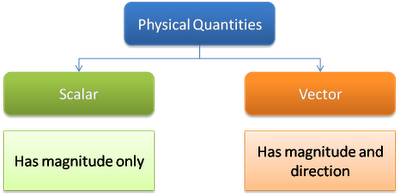 Physical Quantities
Scalar
Vector
Has magnitude only
Has magnitude and
direction